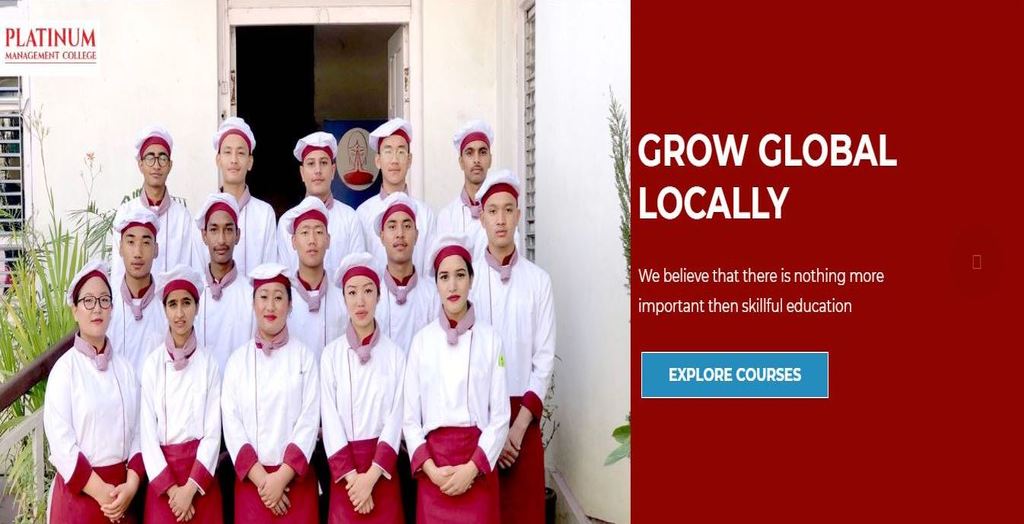 PLATINUM
MANAGEMENT COLLEGE
GROW GLOBAL
LOCALLY
We believe that there is nothing more
important then skillful education
EXPLORE COURSES